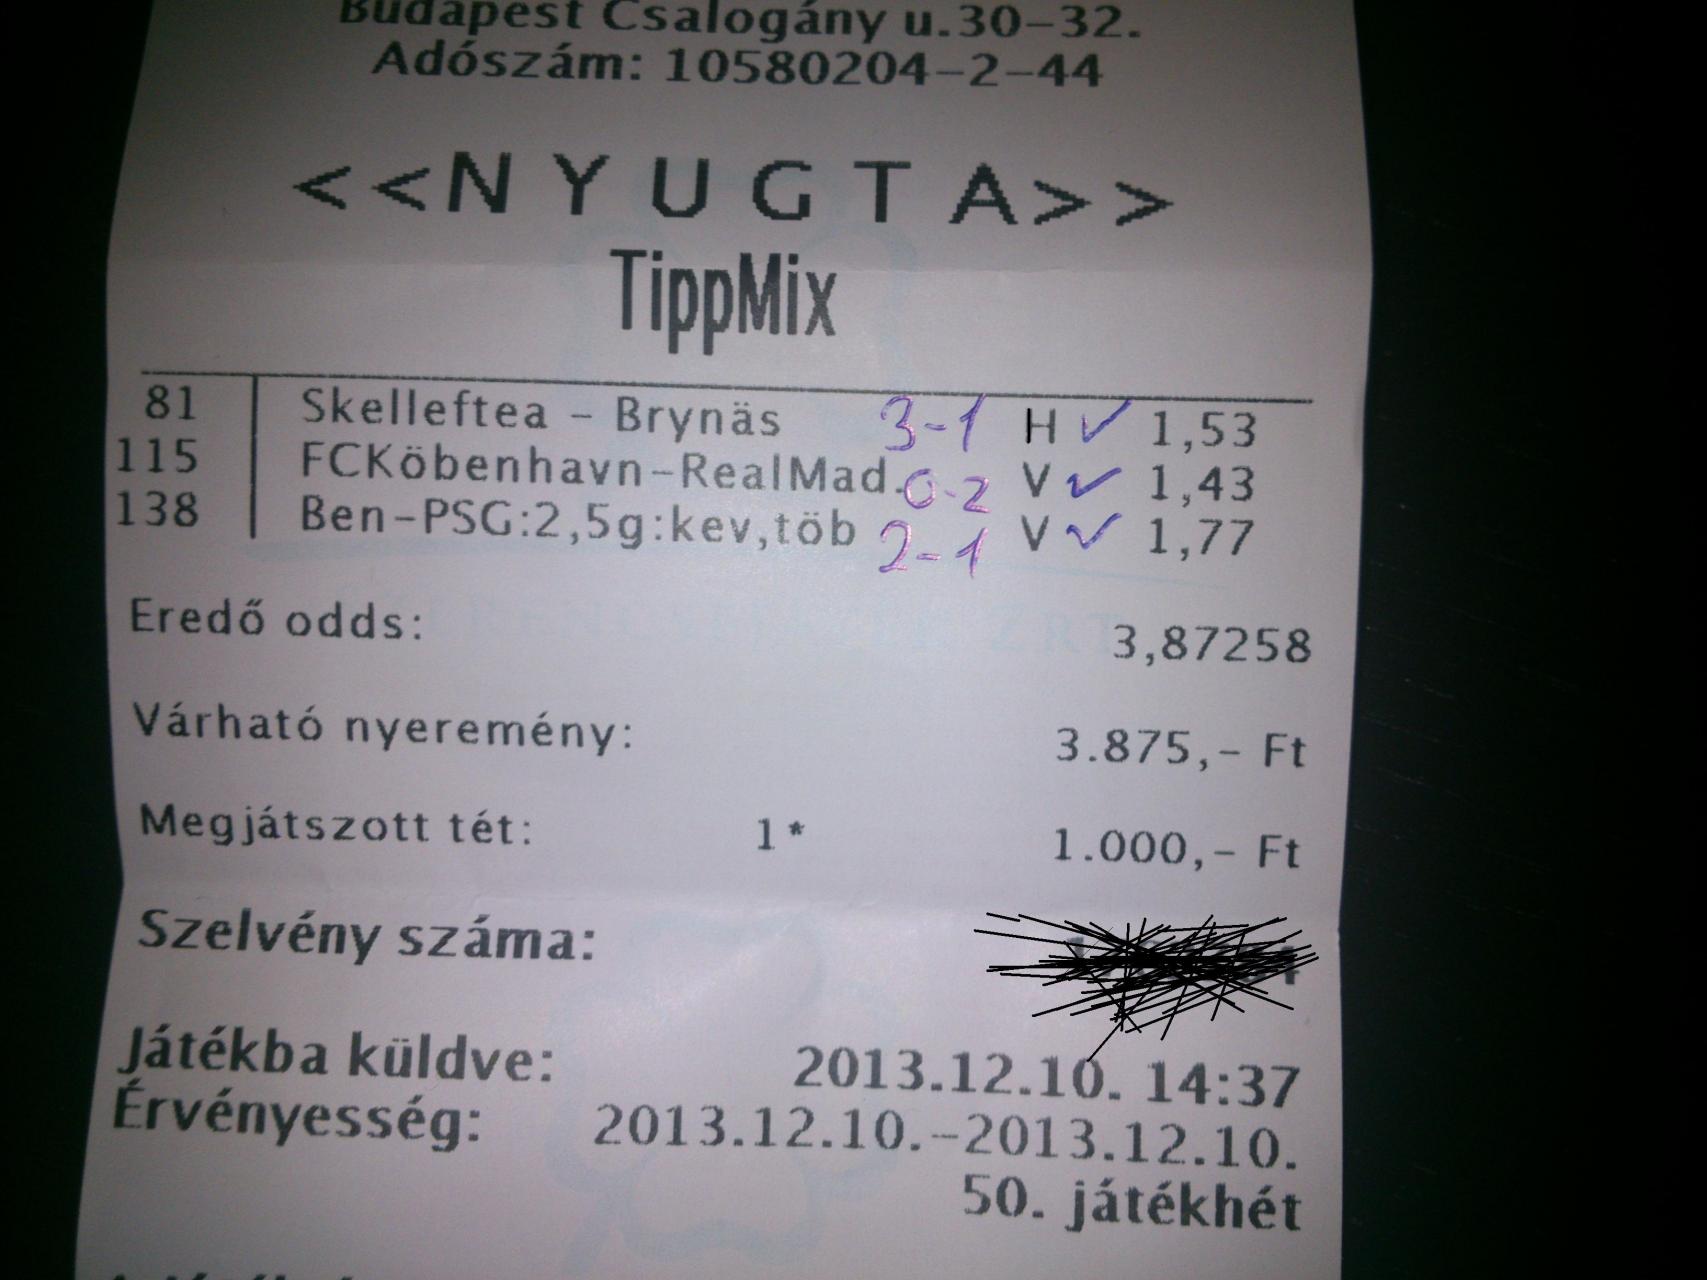 Budapest Csalogány u.30-32.
Adószám: 10580204-2-44
<<NYUGTA>>
TippMix
81 Skelleftea - Brynäs 3-1 H ✓ 1,53
115 FCKöbenhavn-RealMad. 0-2 V ✓ 1,43
138 Ben-PSG:2,5g:kev,töb 2-1 V ✓ 1,77
Eredő odds: 3,87258
Várható nyeremény: 3.875,- Ft
Megjátszott tét: 1* 1.000,- Ft
Szelvény száma:
Játékba küldve: 2013.12.10. 14:37
Érvényesség: 2013.12.10.-2013.12.10.
50. játékhét